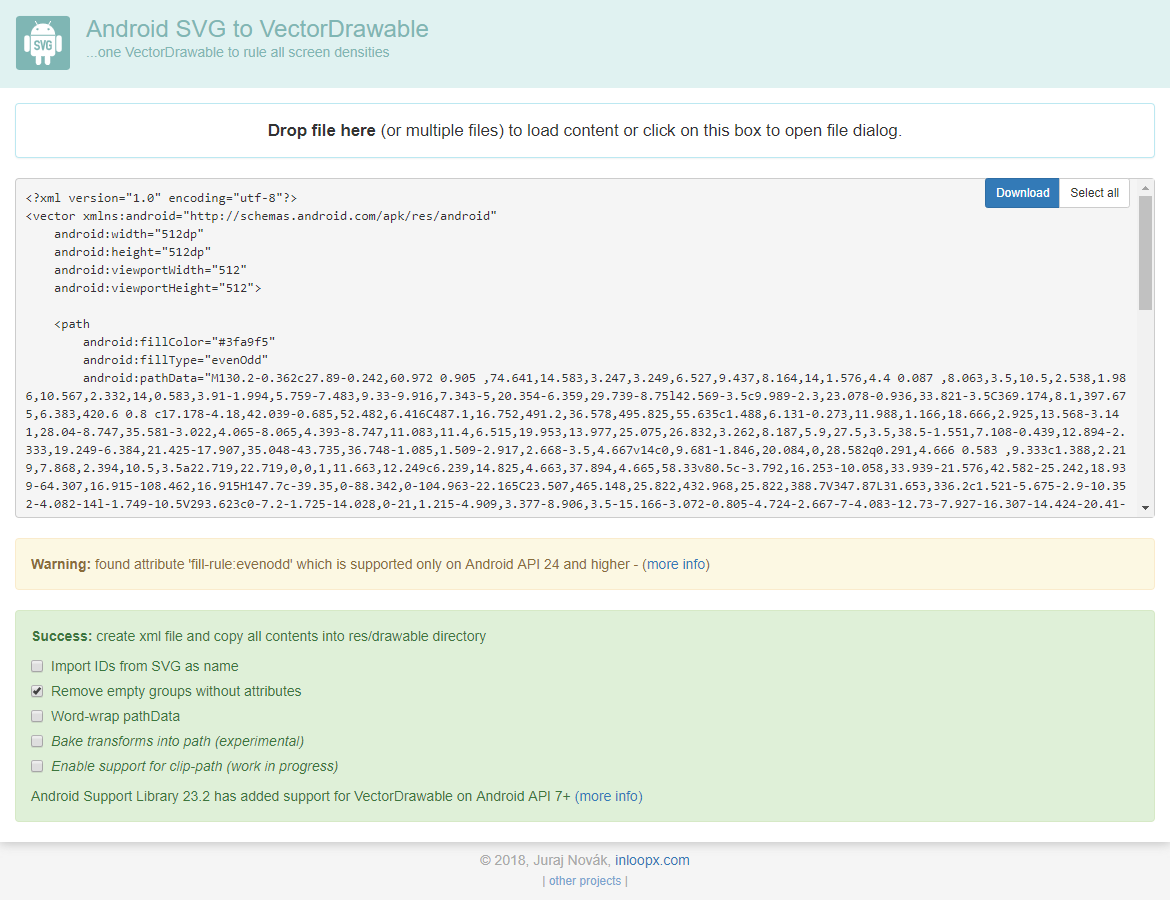 SVG
Android SVG to VectorDrawable
...one VectorDrawable to rule all screen densities
Drop file here (or multiple files) to load content or click on this box to open file dialog.
Download
Select all
<?xml version="1.0" encoding="utf-8"?>
<vector xmlns:android="http://schemas.android.com/apk/res/android"
    android:width="512dp"
    android:height="512dp"
    android:viewportWidth="512"
    android:viewportHeight="512">
    <path
        android:fillColor="#3fa9f5"
        android:fillType="evenOdd"
        android:pathData="M130.2-0.362c27.89-0.242,60.972 0.905 ,74.641,14.583,3.247,3.249,6.527,9.437,8.164,14,1.576,4.4 0.087 ,8.063,3.5,10.5,2.538,1.98
6,10.567,2.332,14,0.583,3.91-1.994,5.759-7.483,9.33-9.916,7.343-5,20.354-6.359,29.739-8.75l42.569-3.5c9.989-2.3,23.078-0.936,33.821-3.5C369.174,8.1,397.67
5,6.383,420.6 0.8 c17.178-4.18,42.039-0.685,52.482,6.416C487.1,16.752,491.2,36.578,495.825,55.635c1.488,6.131-0.273,11.988,1.166,18.666,2.925,13.568-3.14
1,28.04-8.747,35.581-3.022,4.065-8.065,4.393-8.747,11.083,11.4,6.515,19.953,13.977,25.075,26.832,3.262,8.187,5.9,27.5,3.5,38.5-1.551,7.108-0.439,12.894-2.
333,19.249-6.384,21.425-17.907,35.048-43.735,36.748-1.085,1.509-2.917,2.668-3.5,4.667v14c0,9.681-1.846,20.084,0,28.582q0.291,4.666 0.583 ,9.333c1.388,2.21
9,7.868,2.394,10.5,3.5a22.719,22.719,0,0,1,11.663,12.249c6.239,14.825,4.663,37.894,4.665,58.33v80.5c-3.792,16.253-10.058,33.939-21.576,42.582-25.242,18.93
9-64.307,16.915-108.462,16.915H147.7c-39.35,0-88.342,0-104.963-22.165C23.507,465.148,25.822,432.968,25.822,388.7V347.87L31.653,336.2c1.521-5.675-2.9-10.35
2-4.082-14l-1.749-10.5V293.623c0-7.2-1.725-14.028,0-21,1.215-4.909,3.377-8.906,3.5-15.166-3.072-0.805-4.724-2.667-7-4.083-12.73-7.927-16.307-14.424-20.41-
Warning: found attribute 'fill-rule:evenodd' which is supported only on Android API 24 and higher - (more info)
Success: create xml file and copy all contents into res/drawable directory
Import IDs from SVG as name
Remove empty groups without attributes
Word-wrap pathData
Bake transforms into path (experimental)
Enable support for clip-path (work in progress)
Android Support Library 23.2 has added support for VectorDrawable on Android API 7+ (more info)
© 2018, Juraj Novák, inloopx.com
| other projects |